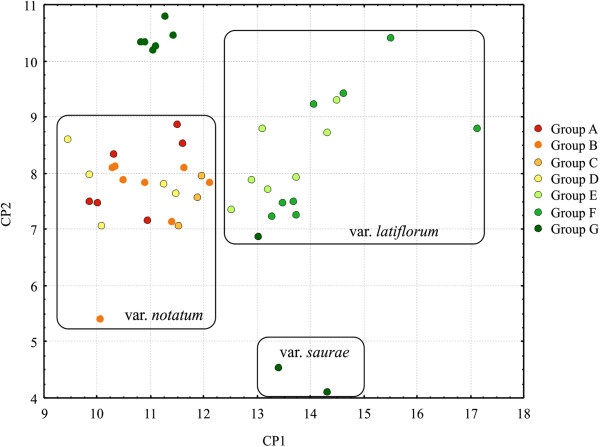 11
10
9
8
7
6
5
4
CP2
var. notatum
var. latiflorum
var. saurae
Group A
Group B
Group C
Group D
Group E
Group F
Group G
9 10 11 12 13 14 15 16 17 18
CP1